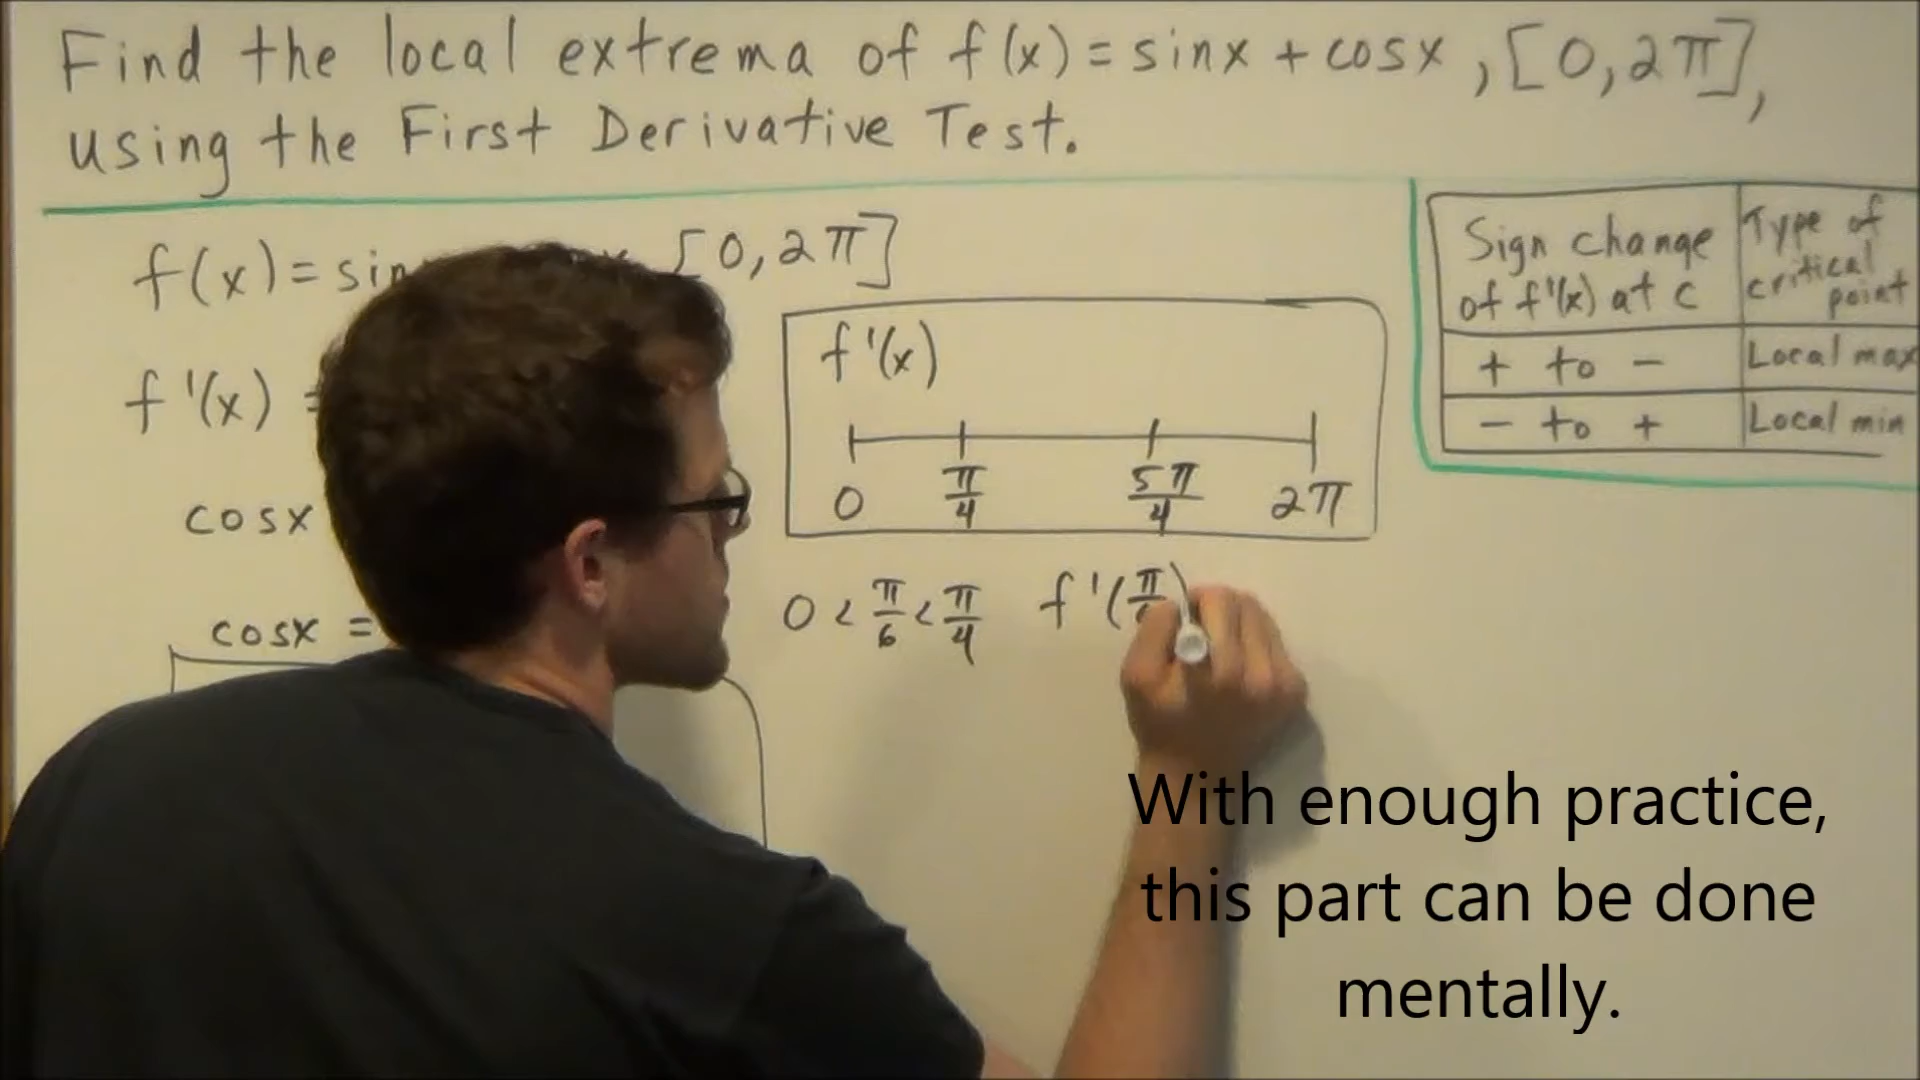 Find the local extrema of f(x) = sinx + cosx , [0, 2π],
using the First Derivative Test.
f(x) = sin [0, 2π]
f'(x) =
cosx
cosx =
f'(x)
0 π/4 5π/4 2π
0 < π/6 < π/4 f'(π
Sign change
of f'(x) at c
Type of
critical
point
+ to - Local max
- to + Local min
With enough practice,
this part can be done
mentally.